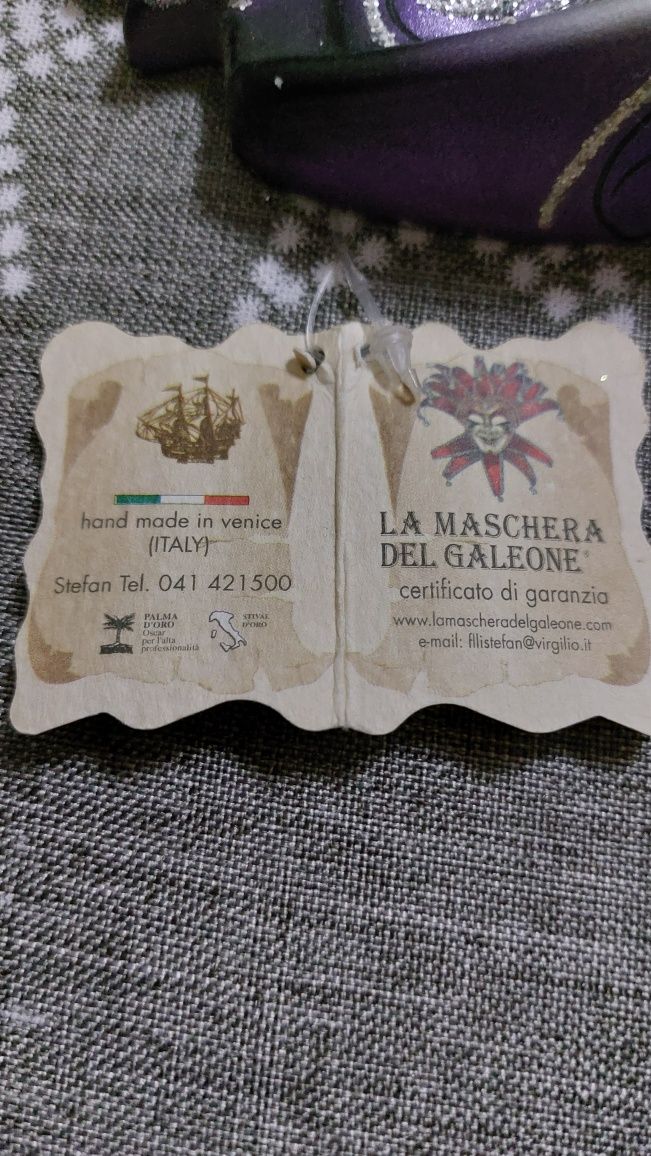 hand made in venice
(ITALY)
Stefan Tel. 041 421500
PALMA
D'ORO
Oscar
per l'alta
professionalità
STIVAL
D'ORO
LA MASCHERA
DEL GALEONE®
certificato di garanzia
www.lamascheradelgaleone.com
e-mail: fllistefan@virgilio.it